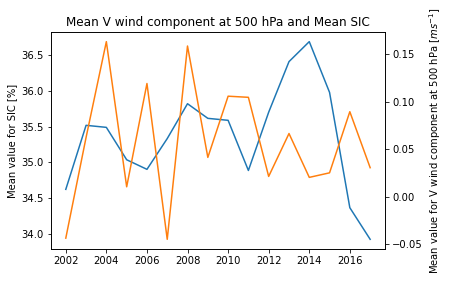 Mean V wind component at 500 hPa and Mean SIC
Mean value for SIC [%]
36.5
36.0
35.5
35.0
34.5
34.0
0.15
0.10
0.05
0.00
−0.05
Mean value for V wind component at 500 hPa [ms⁻¹]
2002 2004 2006 2008 2010 2012 2014 2016